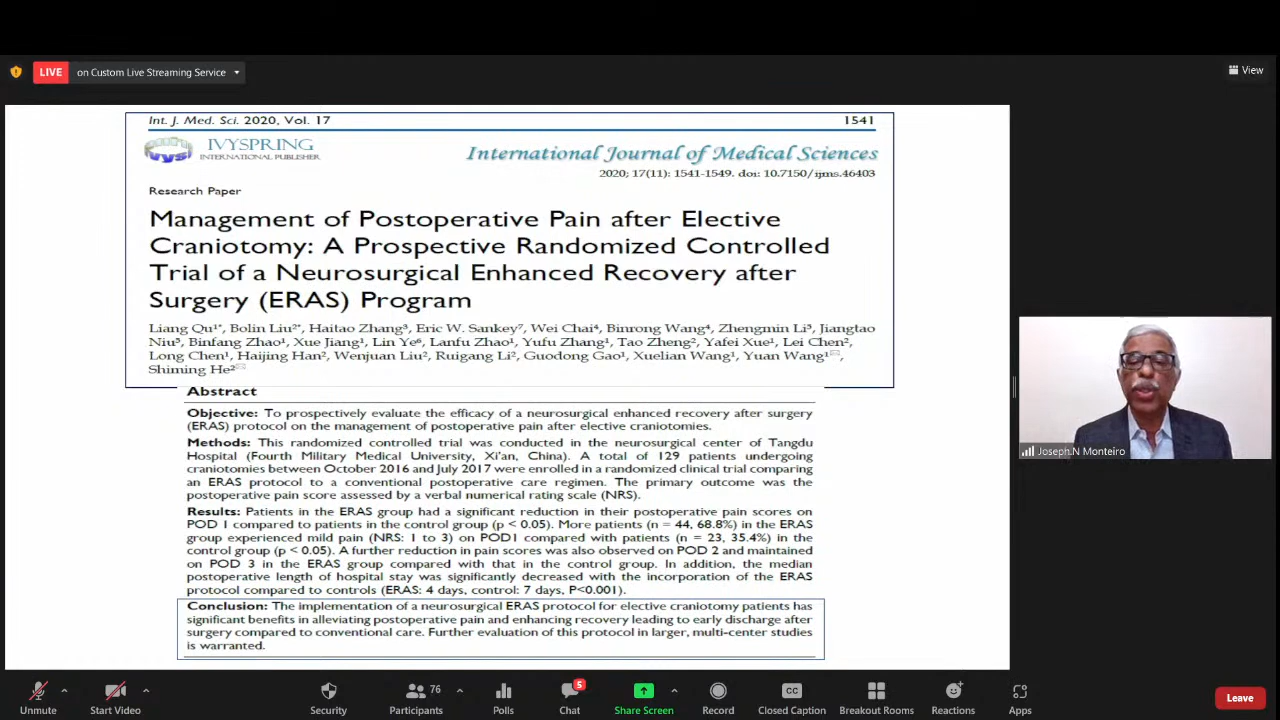 LIVE on Custom Live Streaming Service
View
Int. J. Med. Sci. 2020, Vol. 17 1541
IVYSPRING
INTERNATIONAL PUBLISHER
International Journal of Medical Sciences
2020; 17(11): 1541-1549. doi: 10.7150/ijms.46403
Research Paper
Management of Postoperative Pain after Elective
Craniotomy: A Prospective Randomized Controlled
Trial of a Neurosurgical Enhanced Recovery after
Surgery (ERAS) Program
Liang Qu¹*, Bolin Liu²*, Haitao Zhang³, Eric W. Sankey⁷, Wei Chai⁴, Binrong Wang⁴, Zhengmin Li³, Jiangtao
Niu⁵, Binfang Zhao¹, Xue Jiang¹, Lin Ye⁶, Lanfu Zhao¹, Yufu Zhang¹, Tao Zheng², Yafei Xue¹, Lei Chen²,
Long Chen¹, Haijing Han², Wenjuan Liu², Ruigang Li², Guodong Gao¹, Xuelian Wang¹, Yuan Wang¹✉,
Shiming He²✉
Abstract
Objective: To prospectively evaluate the efficacy of a neurosurgical enhanced recovery after surgery
(ERAS) protocol on the management of postoperative pain after elective craniotomies.
Methods: This randomized controlled trial was conducted in the neurosurgical center of Tangdu
Hospital (Fourth Military Medical University, Xi'an, China). A total of 129 patients undergoing
craniotomies between October 2016 and July 2017 were enrolled in a randomized clinical trial comparing
an ERAS protocol to a conventional postoperative care regimen. The primary outcome was the
postoperative pain score assessed by a verbal numerical rating scale (NRS).
Results: Patients in the ERAS group had a significant reduction in their postoperative pain scores on
POD 1 compared to patients in the control group (p < 0.05). More patients (n = 44, 68.8%) in the ERAS
group experienced mild pain (NRS: 1 to 3) on POD1 compared with patients (n = 23, 35.4%) in the
control group (p < 0.05). A further reduction in pain scores was also observed on POD 2 and maintained
on POD 3 in the ERAS group compared with that in the control group. In addition, the median
postoperative length of hospital stay was significantly decreased with the incorporation of the ERAS
protocol compared to controls (ERAS: 4 days, control: 7 days, P<0.001).
Conclusion: The implementation of a neurosurgical ERAS protocol for elective craniotomy patients has
significant benefits in alleviating postoperative pain and enhancing recovery leading to early discharge after
surgery compared to conventional care. Further evaluation of this protocol in larger, multi-center studies
is warranted.
Joseph.N Monteiro
76
5
CC
Unmute
Start Video
Security
Participants
Polls
Chat
Share Screen
Record
Closed Caption
Breakout Rooms
Reactions
Apps
Leave